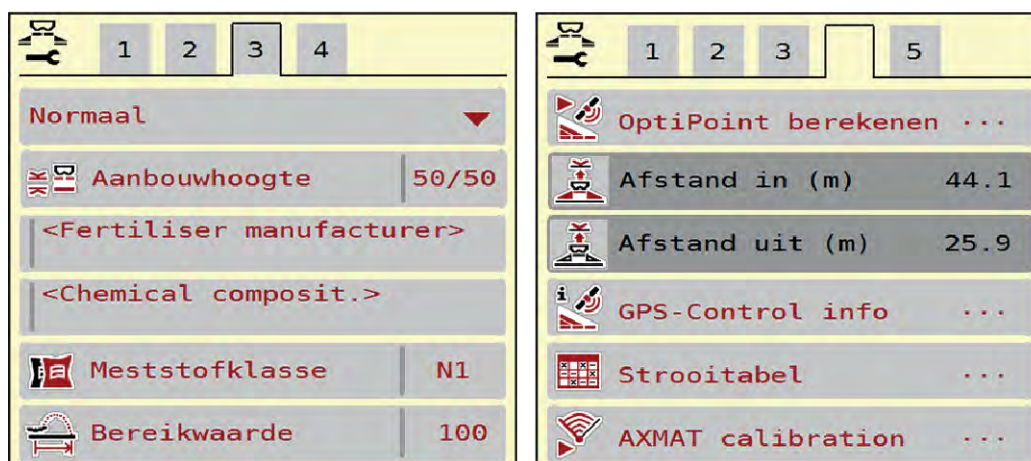 1 2 3 4
Normaal
Aanbouwhoogte 50/50
<Fertiliser manufacturer>
<Chemical composit.>
Meststofklasse N1
Bereikwaarde 100
1 2 3 5
OptiPoint berekenen ...
Afstand in (m) 44.1
Afstand uit (m) 25.9
i
GPS-Control info ...
Strooitabel ...
AXMAT calibration ...